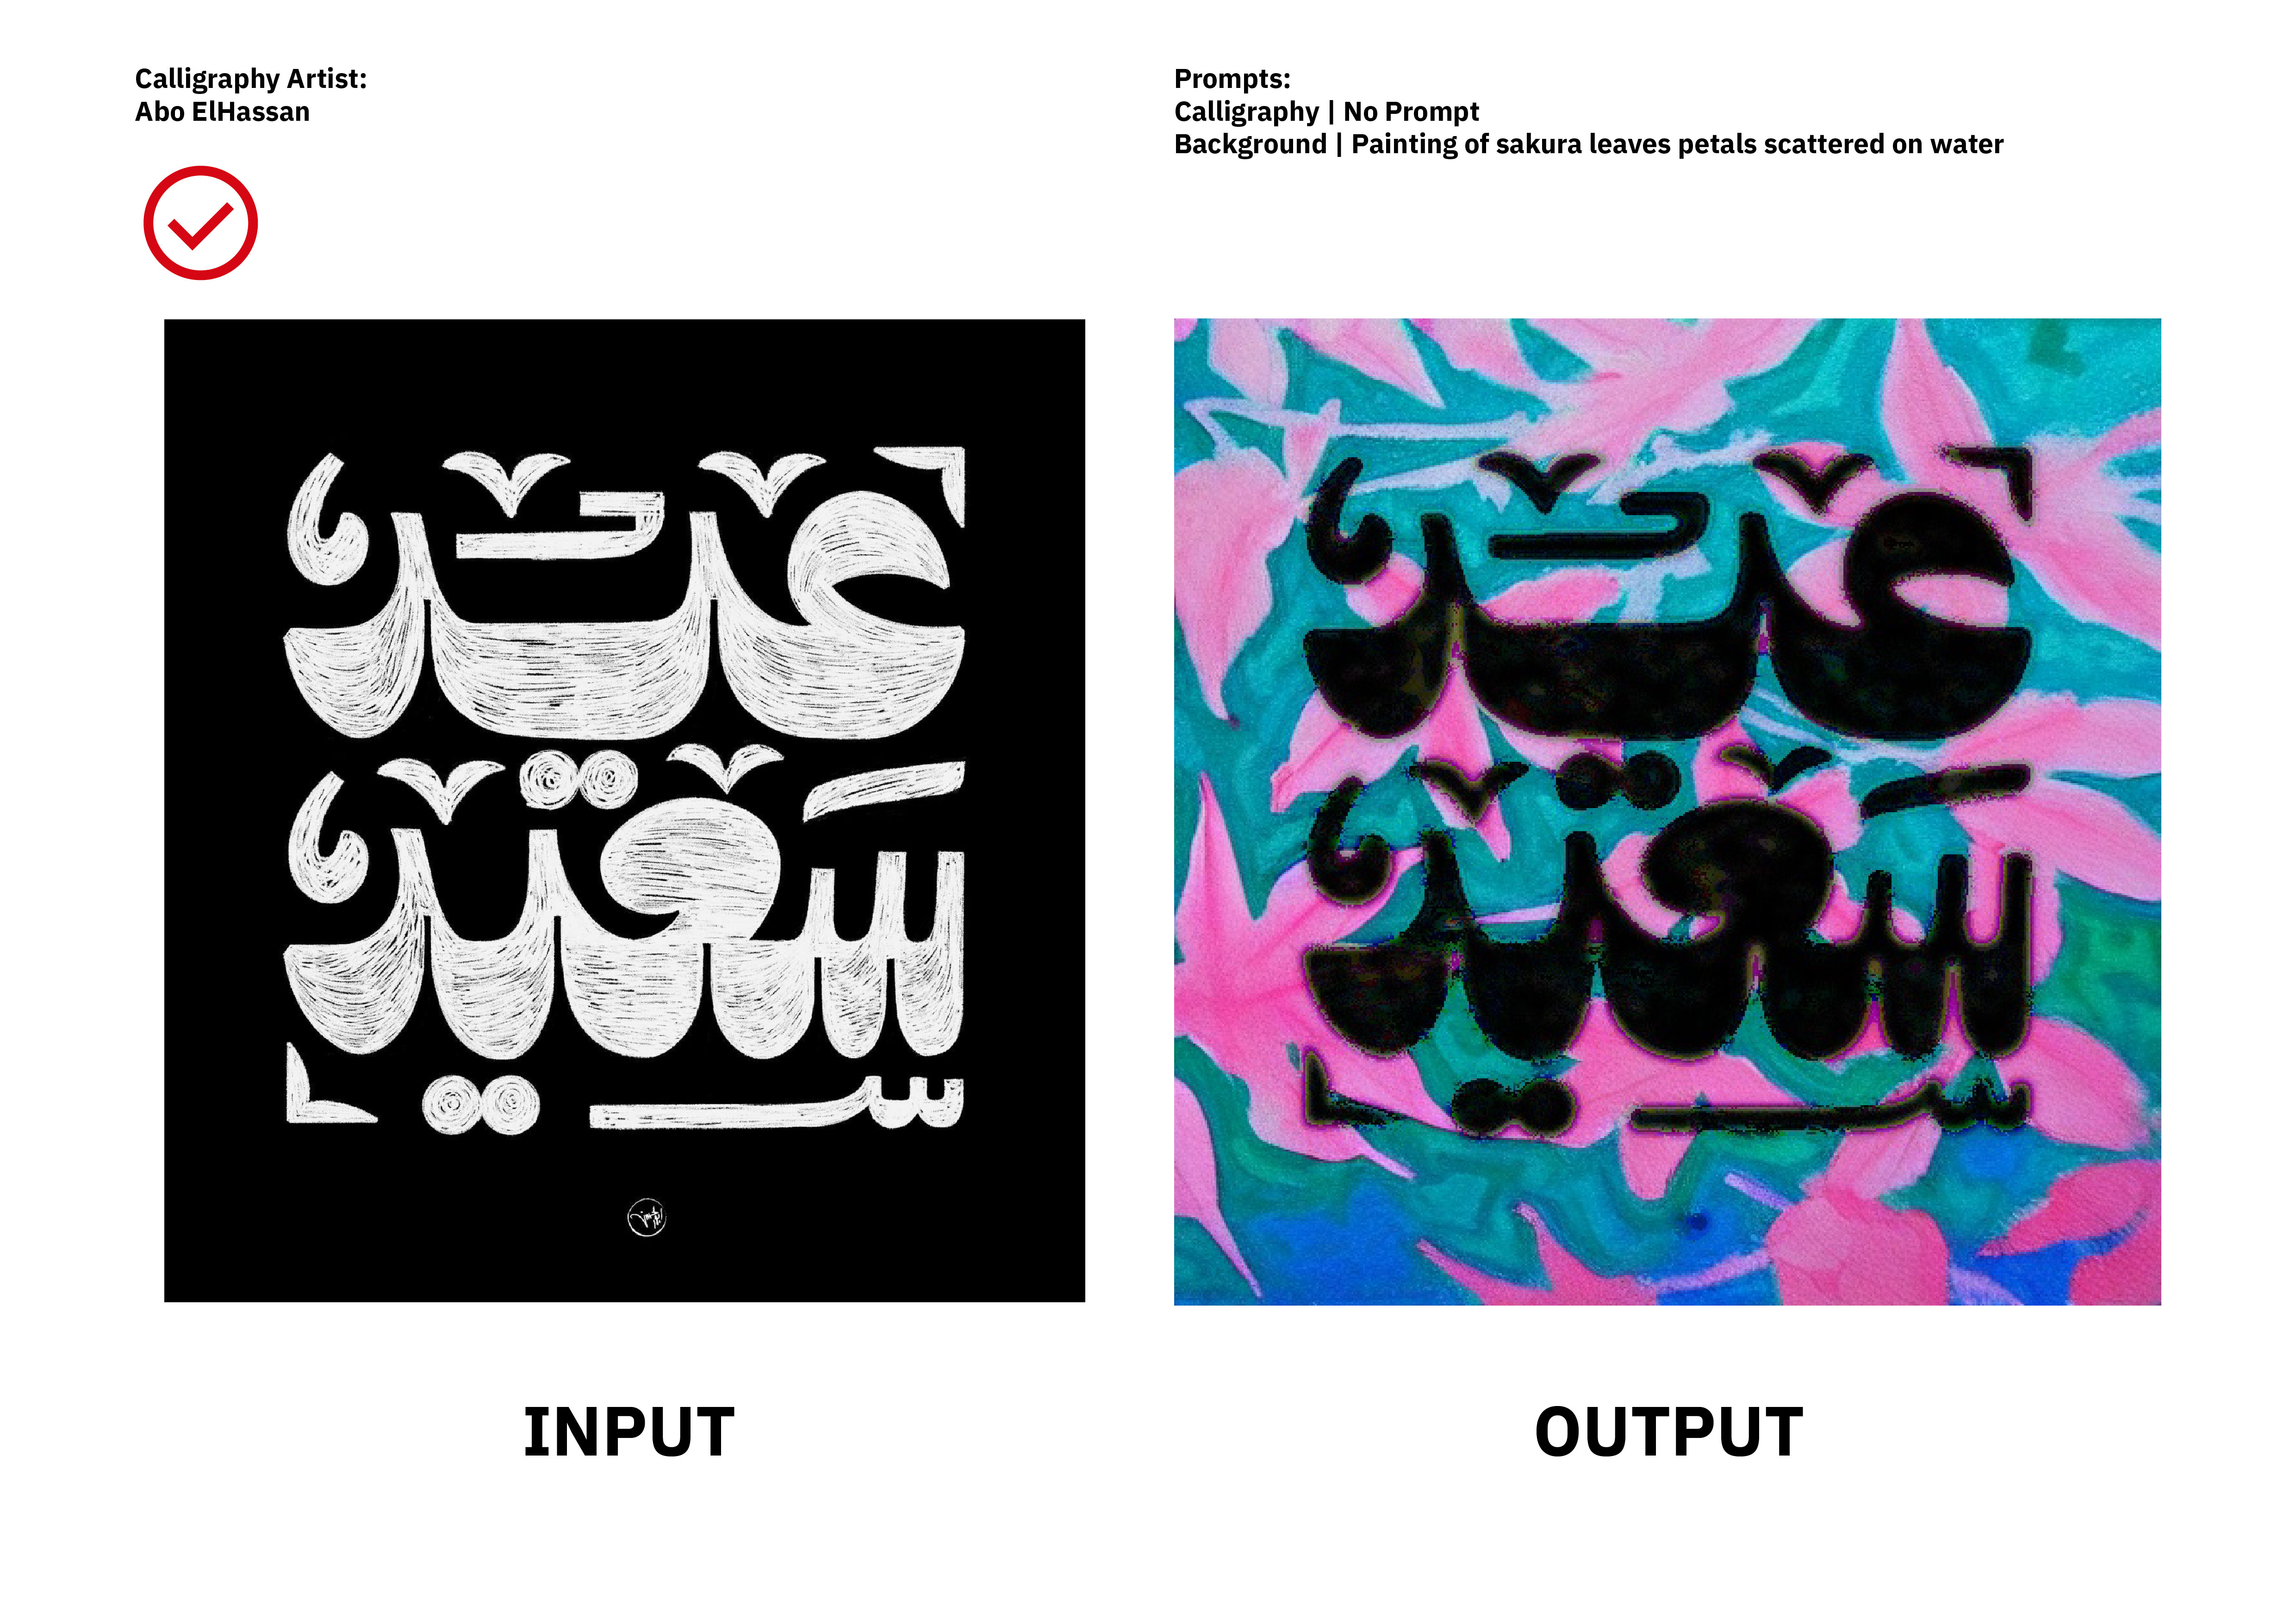 Calligraphy Artist:
Abo ElHassan
Prompts:
Calligraphy | No Prompt
Background | Painting of sakura leaves petals scattered on water
عيد
سعيد
عيد
سعيد
INPUT
OUTPUT